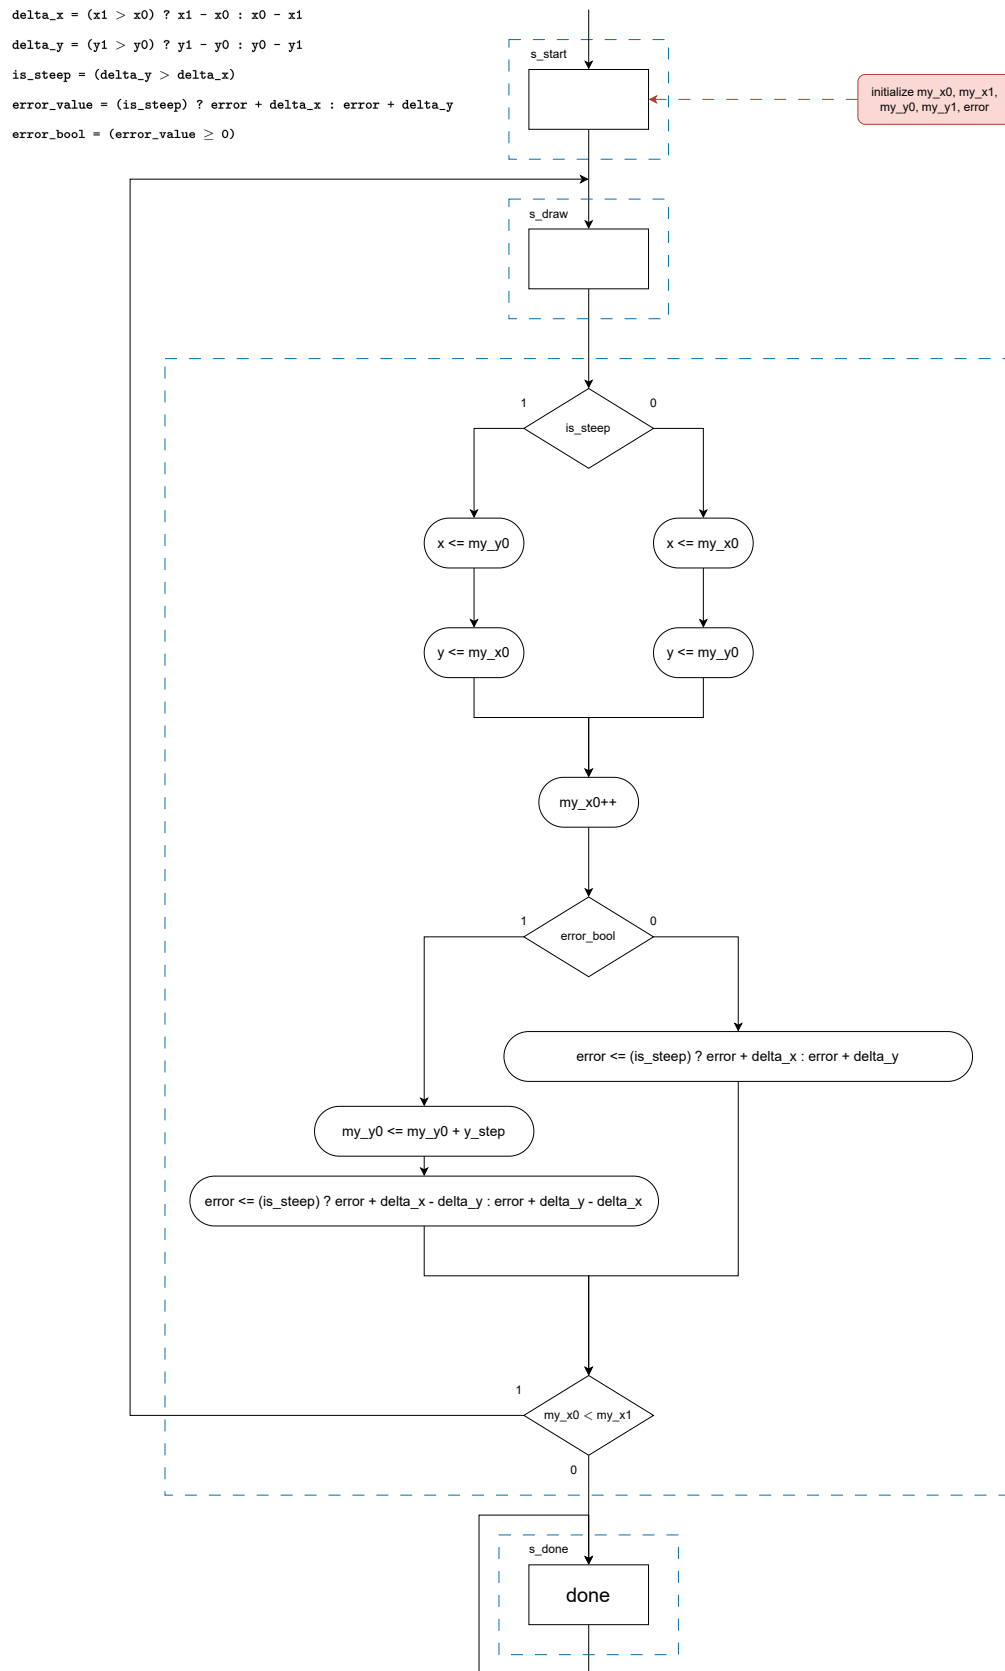 delta_x = (x1 > x0) ? x1 - x0 : x0 - x1
delta_y = (y1 > y0) ? y1 - y0 : y0 - y1
is_steep = (delta_y > delta_x)
error_value = (is_steep) ? error + delta_x : error + delta_y
error_bool = (error_value ≥ 0)
s_start
initialize my_x0, my_x1,
my_y0, my_y1, error
s_draw
1
0
is_steep
x <= my_y0
x <= my_x0
y <= my_x0
y <= my_y0
my_x0++
1
0
error_bool
error <= (is_steep) ? error + delta_x : error + delta_y
my_y0 <= my_y0 + y_step
error <= (is_steep) ? error + delta_x - delta_y : error + delta_y - delta_x
1
my_x0 < my_x1
0
s_done
done